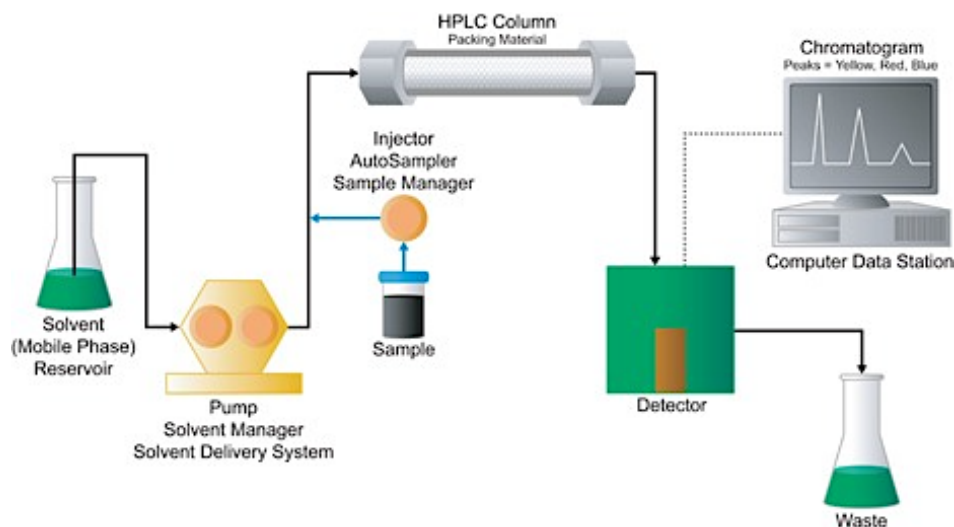 HPLC Column
Packing Material
Chromatogram
Peaks = Yellow, Red, Blue
Injector
AutoSampler
Sample Manager
Computer Data Station
Solvent
(Mobile Phase)
Reservoir
Sample
Pump
Solvent Manager
Solvent Delivery System
Detector
Waste